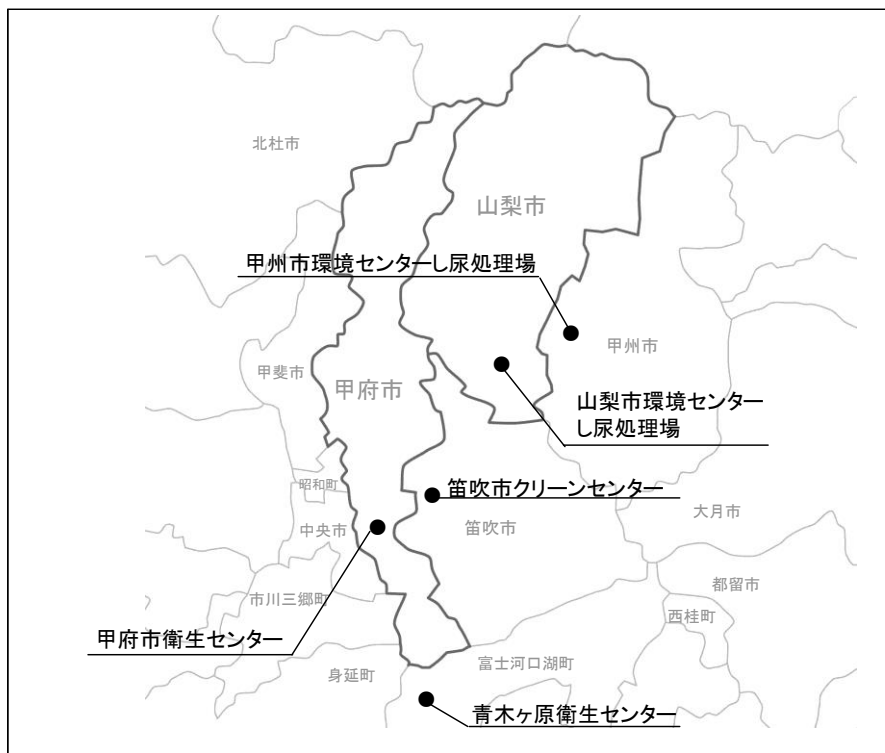 北杜市
山梨市
甲州市環境センターし尿処理場
甲州市
甲斐市
甲府市
山梨市環境センター
し尿処理場
昭和町
笛吹市クリーンセンター
大月市
中央市
笛吹市
都留市
市川三郷町
西桂町
甲府市衛生センター
身延町
富士河口湖町
青木ヶ原衛生センター